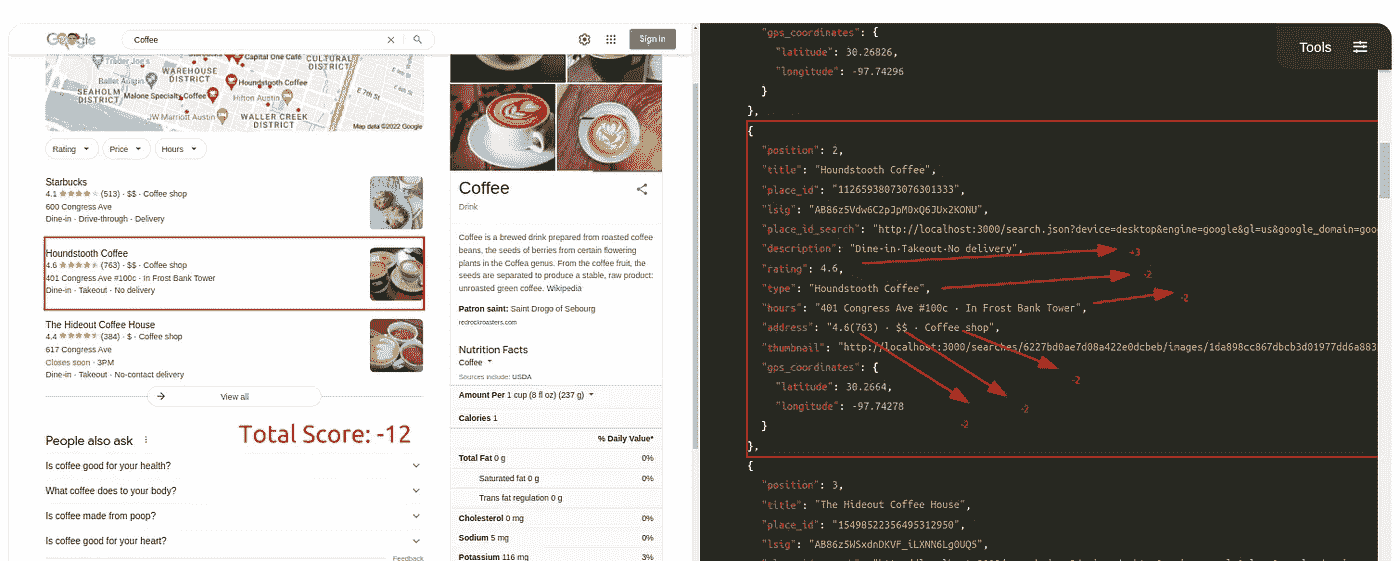 Google
Coffee
Sign in
Trader Joe's
Capital One Café
CULTURAL
DISTRICT
Ballet Austin
WAREHOUSE
DISTRICT
Houndstooth Coffee
SEAHOLM
DISTRICT
Malone Specialty Coffee
Hilton Austin
E 7th St
JW Marriott Austin
WALLER CREEK
DISTRICT
E 4th St
Map data ©2022 Google
Rating
Price
Hours
Starbucks
4.1 (513) · $$ · Coffee shop
600 Congress Ave
Dine-in · Drive-through · Delivery
Houndstooth Coffee
4.6 (763) · $$ · Coffee shop
401 Congress Ave #100c · In Frost Bank Tower
Dine-in · Takeout · No delivery
The Hideout Coffee House
4.4 (384) · $ · Coffee shop
617 Congress Ave
Closes soon · 3PM
Dine-in · Takeout · No-contact delivery
View all
Total Score: -12
People also ask
Is coffee good for your health?
What coffee does to your body?
Is coffee made from poop?
Is coffee good for your heart?
Feedback
Coffee
Drink
Coffee is a brewed drink prepared from roasted coffee
beans, the seeds of berries from certain flowering
plants in the Coffea genus. From the coffee fruit, the
seeds are separated to produce a stable, raw product:
unroasted green coffee. Wikipedia
Patron saint: Saint Drogo of Sebourg
redrockroasters.com
Nutrition Facts
Coffee
Sources include: USDA
Amount Per 1 cup (8 fl oz) (237 g)
Calories 1
% Daily Value*
Total Fat 0 g 0%
Saturated fat 0 g 0%
Trans fat regulation 0 g
Cholesterol 0 mg 0%
Sodium 5 mg 0%
Potassium 116 mg 3%
Tools
"gps_coordinates": {
"latitude": 30.26826,
"longitude": -97.74296
}
},
{
"position": 2,
"title": "Houndstooth Coffee",
"place_id": "11265938073076301333",
"lsig": "AB86z5Vdw6C2pJpM0xQ6JUx2KONU",
"place_id_search": "http://localhost:3000/search.json?device=desktop&engine=google&gl=us&google_domain=goo
"description": "Dine-in·Takeout·No delivery",
+3
"rating": 4.6,
-2
"type": "Houndstooth Coffee",
-2
"hours": "401 Congress Ave #100c · In Frost Bank Tower",
"address": "4.6(763) · $$ · Coffee shop",
"thumbnail": "http://localhost:3000/searches/6227bd0ae7d08a422e0dcbeb/images/1da898cc867dbcb3d01977dd6a883
"gps_coordinates": {
-2
"latitude": 30.2664,
"longitude": -97.74278
-2
-2
}
},
{
"position": 3,
"title": "The Hideout Coffee House",
"place_id": "15498522356495312950",
"lsig": "AB86z5WSxdnDKVF_iLXNN6Lg0UQS",